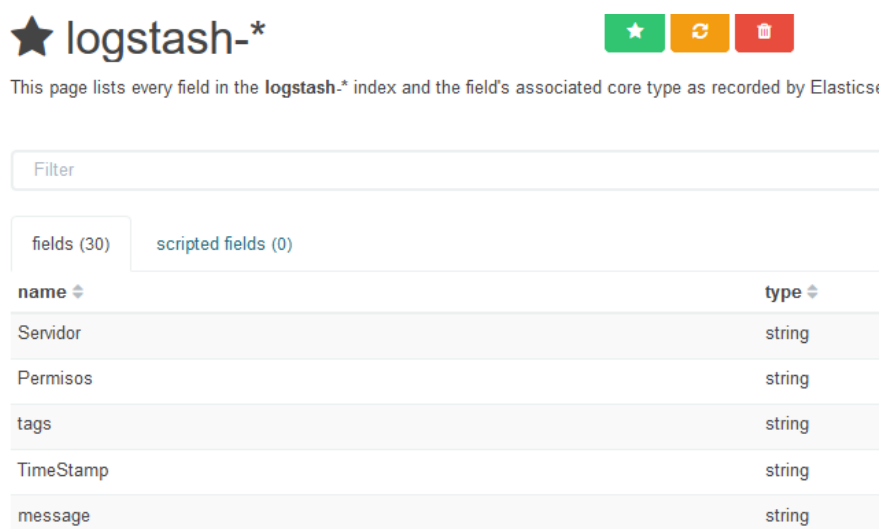 logstash-*
This page lists every field in the logstash-* index and the field's associated core type as recorded by
Filter
fields (30) scripted fields (0)
name type
Servidor string
Permisos string
tags string
TimeStamp string
message string